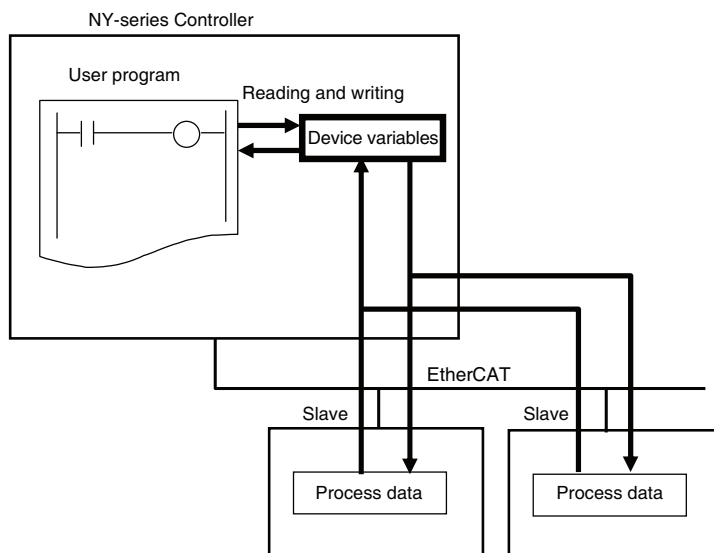 NY-series Controller
User program
Reading and writing
Device variables
EtherCAT
Slave
Slave
Process data
Process data